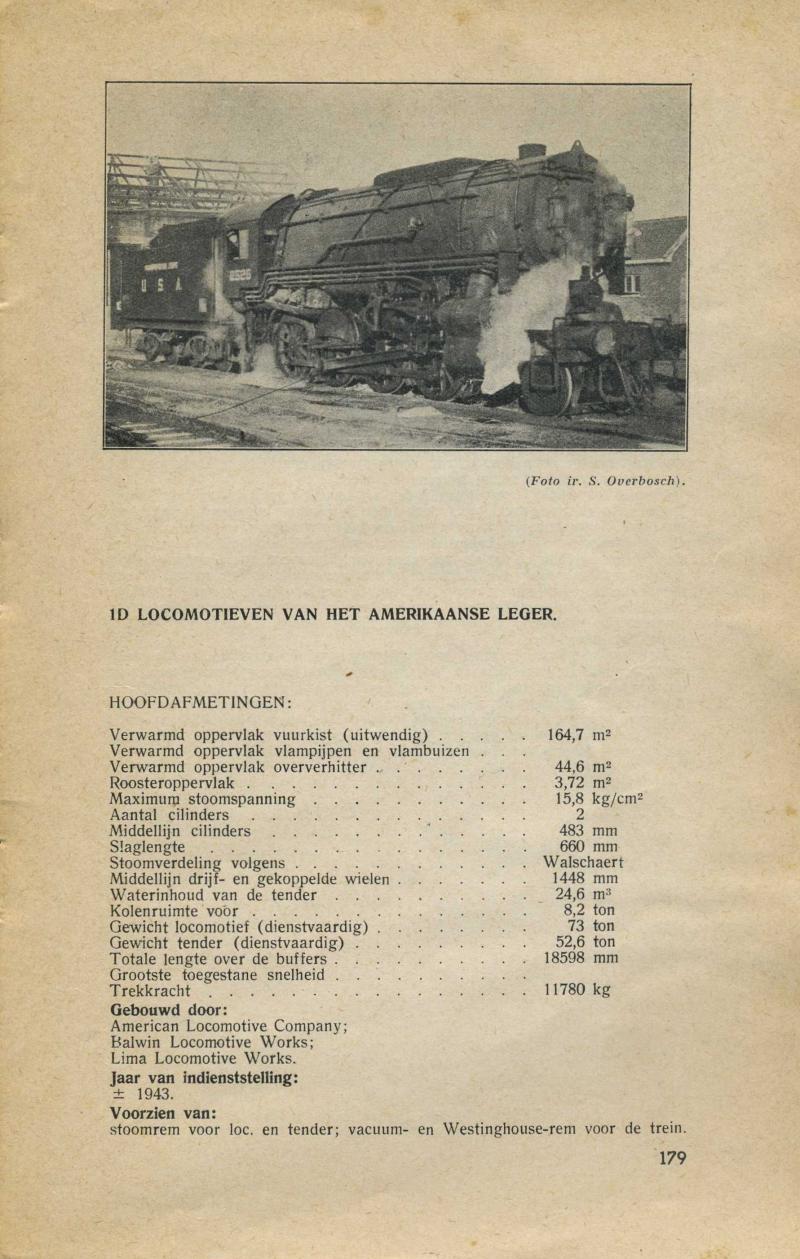 U S A
2525
(Foto ir. S. Overbosch).
1D LOCOMOTIEVEN VAN HET AMERIKAANSE LEGER.
HOOFDAFMETINGEN:
Verwarmd oppervlak vuurkist (uitwendig) . . . . . 164,7 m²
Verwarmd oppervlak vlampijpen en vlambuizen . . .
Verwarmd oppervlak oververhitter . . . . . . . 44,6 m²
Roosteroppervlak . . . . . . . . . . . . 3,72 m²
Maximum stoomspanning . . . . . . . . . 15,8 kg/cm²
Aantal cilinders . . . . . . . . . . . 2
Middellijn cilinders . . . . . . . . . . 483 mm
Slaglengte . . . . . . . . . . . . . 660 mm
Stoomverdeling volgens . . . . . . . . . . Walschaert
Middellijn drijf- en gekoppelde wielen . . . . . . 1448 mm
Waterinhoud van de tender . . . . . . . . 24,6 m³
Kolenruimte voor . . . . . . . . . . . 8,2 ton
Gewicht locomotief (dienstvaardig) . . . . . . . 73 ton
Gewicht tender (dienstvaardig) . . . . . . . . 52,6 ton
Totale lengte over de buffers . . . . . . . . . 18598 mm
Grootste toegestane snelheid . . . . . . . . .
Trekkracht . . . . . . . . . . . . . 11780 kg
Gebouwd door:
American Locomotive Company;
Balwin Locomotive Works;
Lima Locomotive Works.
Jaar van indienststelling:
± 1943.
Voorzien van:
stoomrem voor loc. en tender; vacuum- en Westinghouse-rem voor de trein.
179